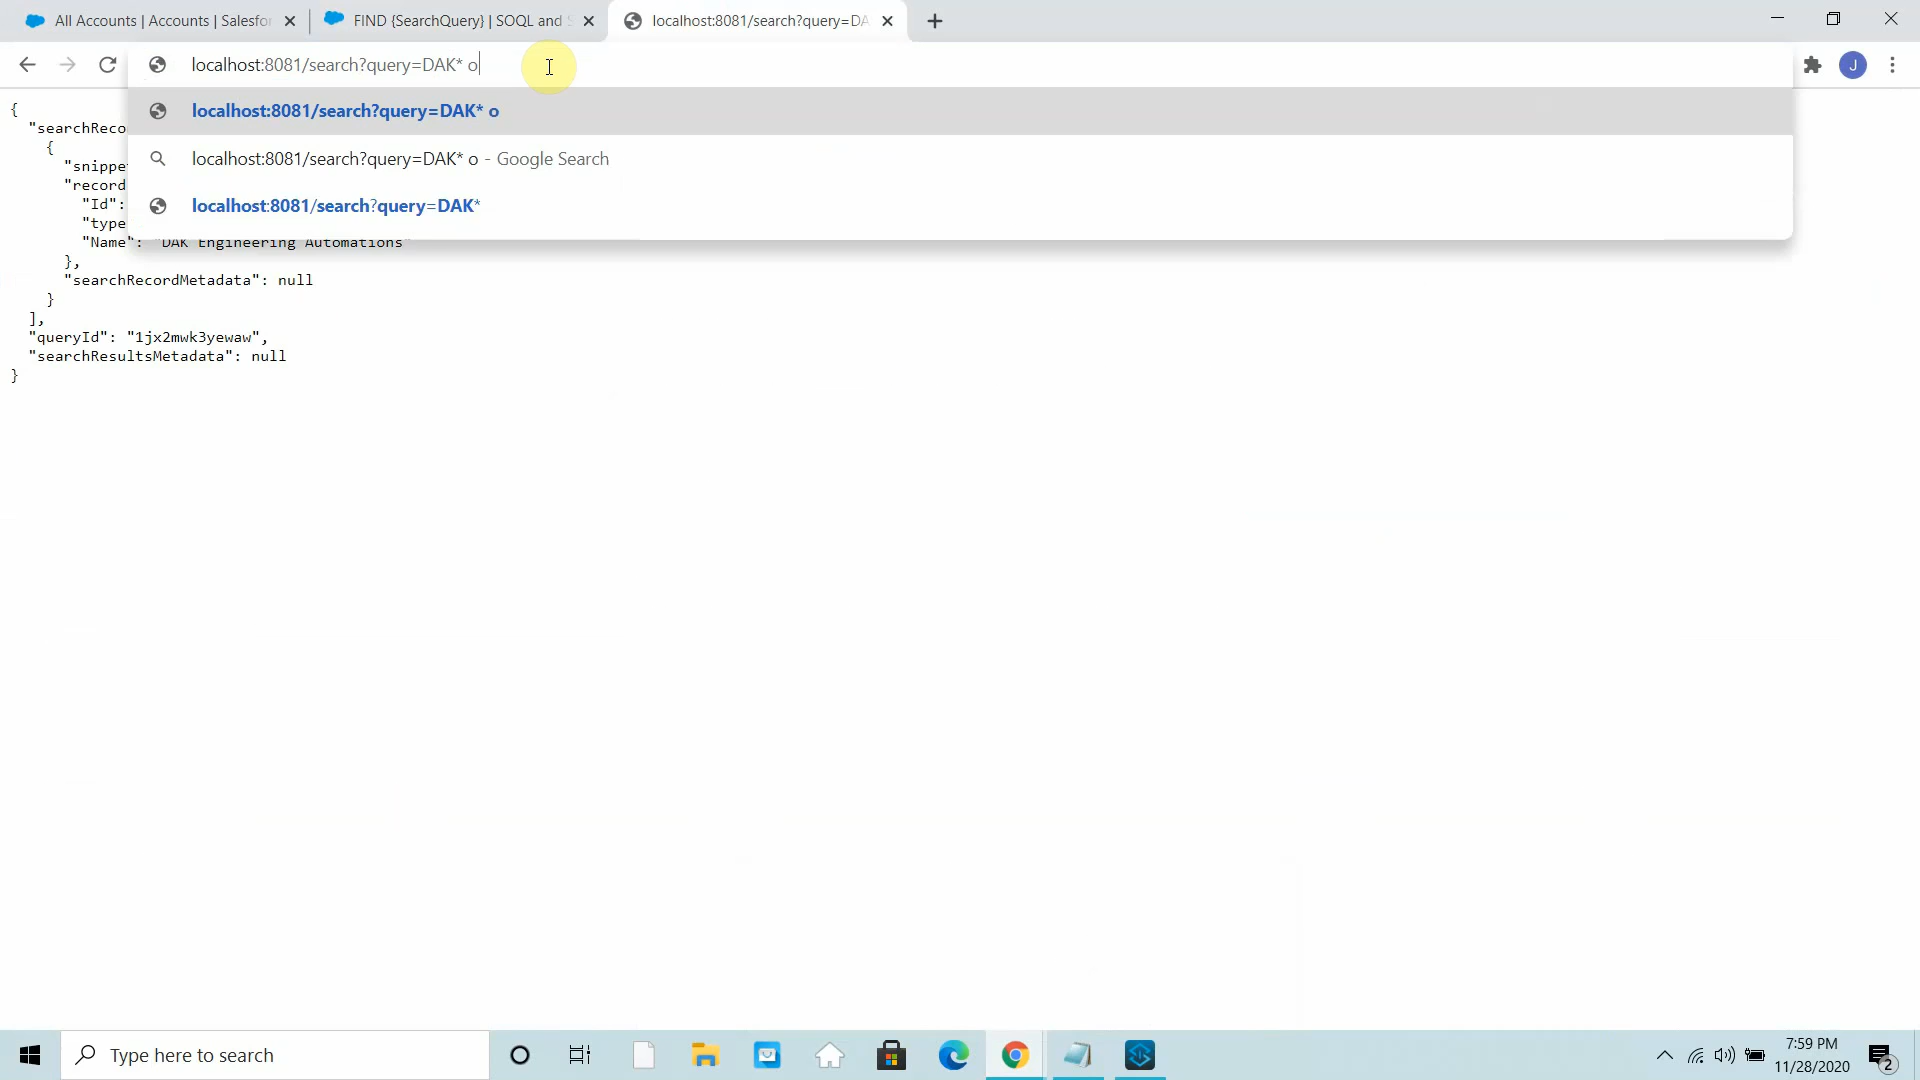 All Accounts | Accounts | Salesfor
FIND {SearchQuery} | SOQL and S
localhost:8081/search?query=DA
localhost:8081/search?query=DAK* o
localhost:8081/search?query=DAK* o
localhost:8081/search?query=DAK* o - Google Search
localhost:8081/search?query=DAK*
J
{
"searchReco
{
"snippe
"record
"Id":
"type
"Name": "DAK Engineering Automations"
},
"searchRecordMetadata": null
}
],
"queryId": "1jx2mwk3yewaw",
"searchResultsMetadata": null
}
Type here to search
7:59 PM
11/28/2020
2